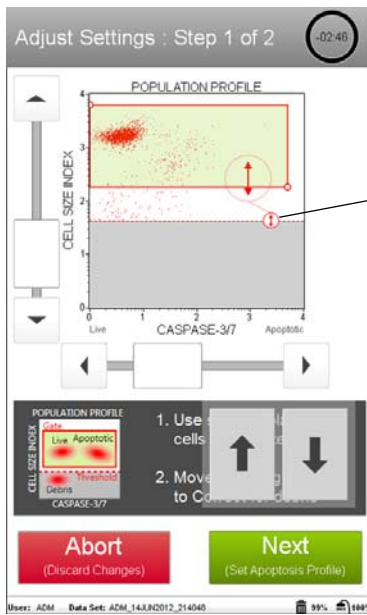 Adjust Settings : Step 1 of 2
-02:46
POPULATION PROFILE
CELL SIZE INDEX
4
3
2
1
0
0 1 2 3 4
Live Apoptotic
CASPASE-3/7
POPULATION PROFILE
Gate
Live Apoptotic
Threshold
Debris
CELL SIZE INDEX
CASPASE-3/7
1. Use
cells
2. Move
to
Abort
(Discard Changes)
Next
(Set Apoptosis Profile)
User: ADM Data Set: ADM_14JUN2012_214048 99% 100%